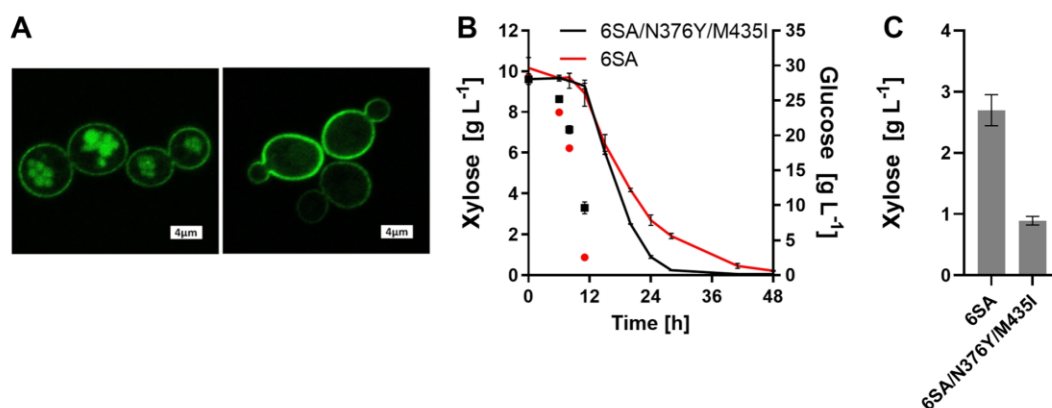 A
4μm
4μm
B
6SA/N376Y/M435I
6SA
Xylose [g L-1]
12
10
8
6
4
2
0
Glucose [g L-1]
35
30
25
20
15
10
5
0
0 12 24 36 48
Time [h]
C
4
3
2
1
0
6SA
6SA/N376Y/M435I